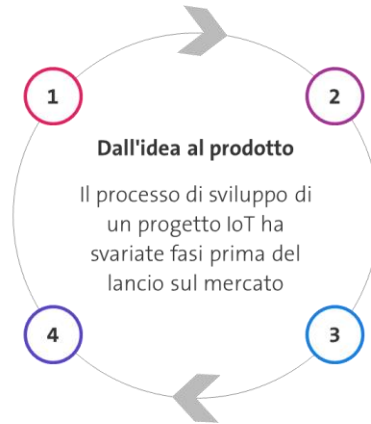 1
2
Dall'idea al prodotto
Il processo di sviluppo di
un progetto IoT ha
svariate fasi prima del
lancio sul mercato
4
3